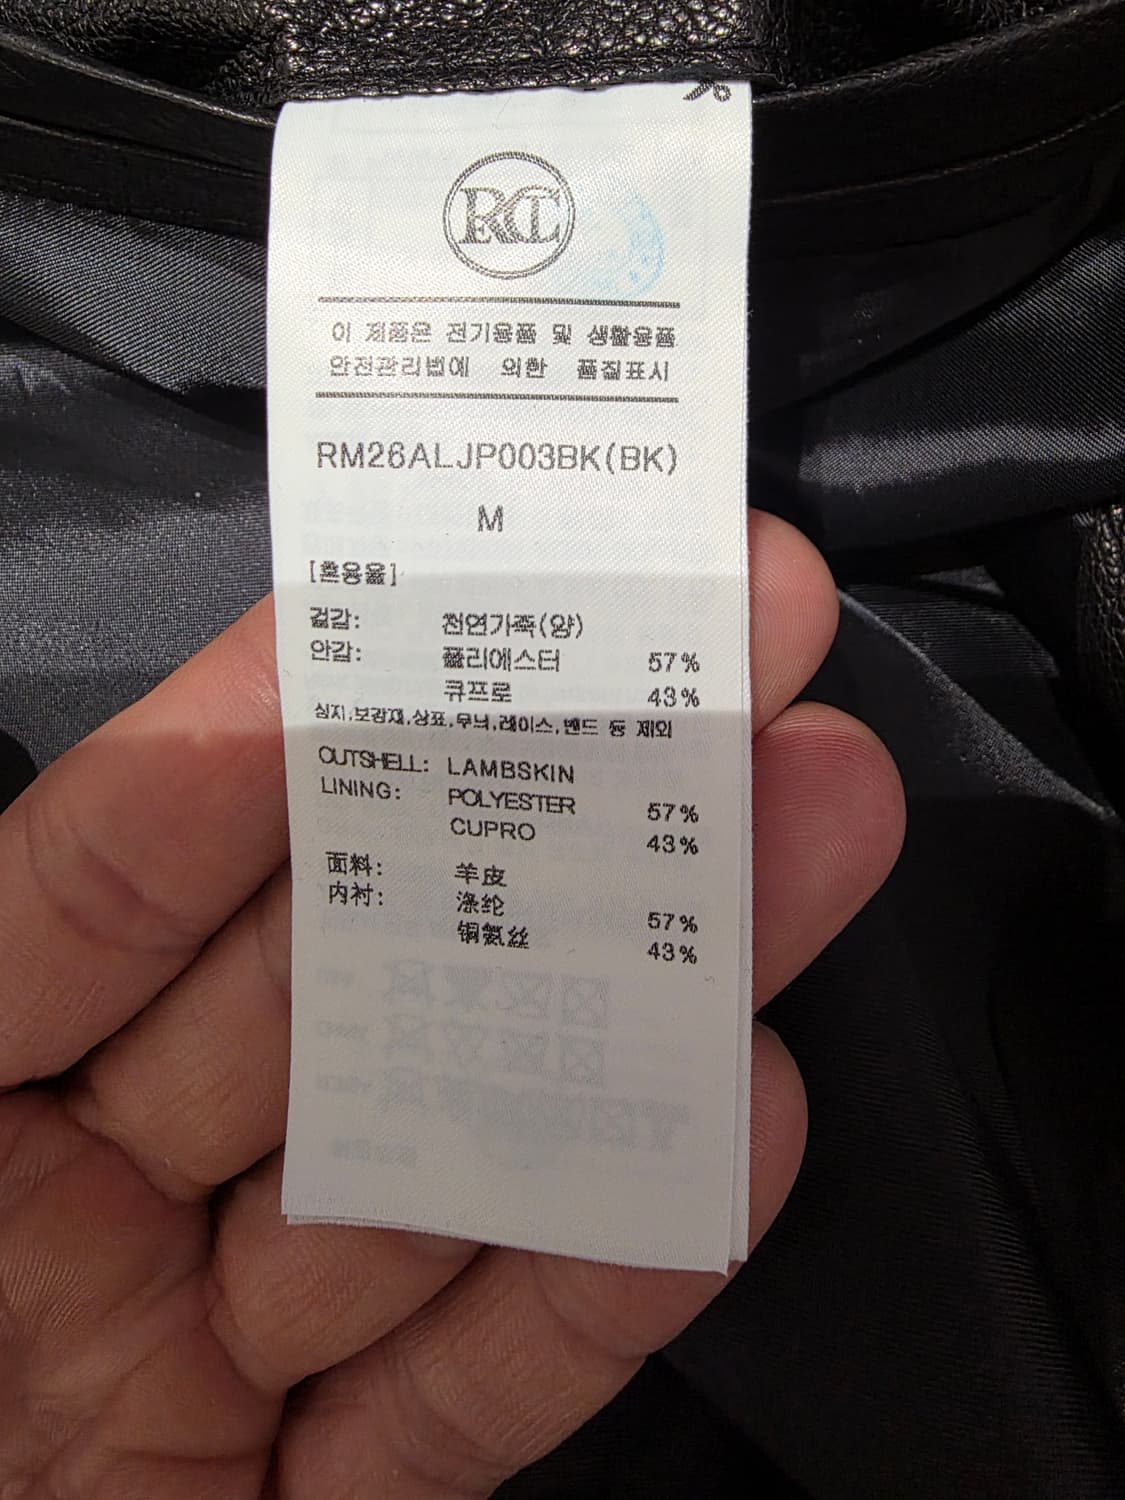 RCT
이 제품은 전기용품 및 생활용품
안전관리법에 의한 품질표시
RM26ALJP003BK(BK)
M
[혼용율]
겉감: 천연가죽(양)
안감: 폴리에스터 57%
큐프로 43%
심지,보강재,상표,무늬,레이스,밴드 등 제외
OUTSHELL: LAMBSKIN
LINING: POLYESTER 57%
CUPRO 43%
面料: 羊皮
内衬: 涤纶 57%
铜氨丝 43%